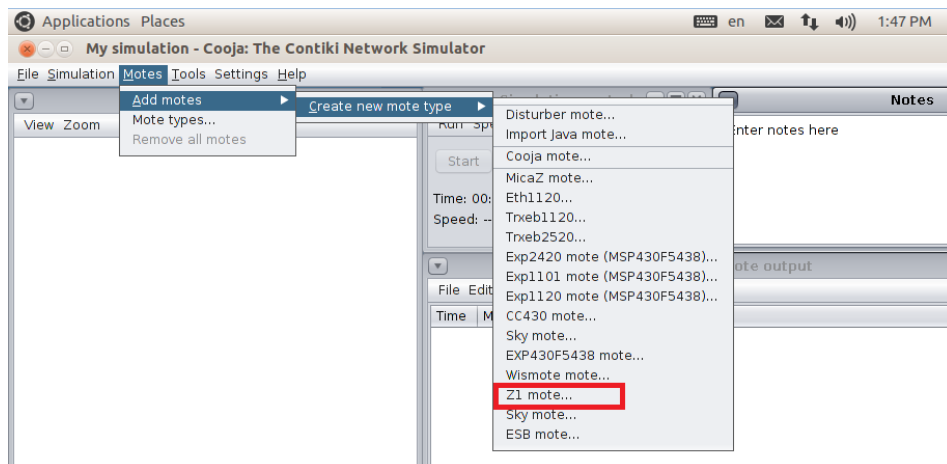 Applications Places en 1:47 PM
My simulation - Cooja: The Contiki Network Simulator
File Simulation Motes Tools Settings Help
Add motes
Mote types...
Remove all motes
Create new mote type
Disturber mote...
Import Java mote...
Cooja mote...
MicaZ mote...
Eth1120...
Trxeb1120...
Trxeb2520...
Exp2420 mote (MSP430F5438)...
Exp1101 mote (MSP430F5438)...
Exp1120 mote (MSP430F5438)...
CC430 mote...
Sky mote...
EXP430F5438 mote...
Wismote mote...
Z1 mote...
Sky mote...
ESB mote...
View Zoom
Run Spe
Start
Time: 00:
Speed: --
File Edit
Time M
ote output
Notes
Enter notes here